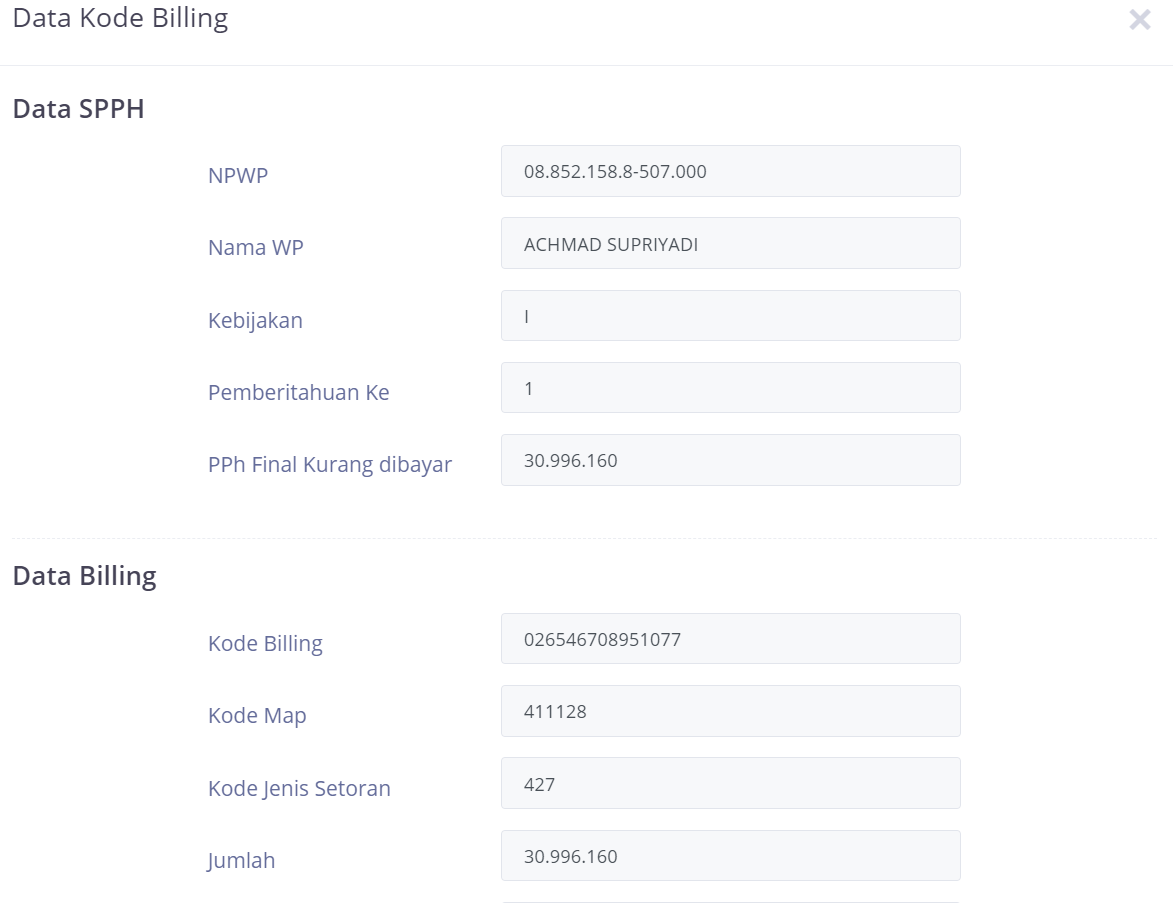 Data Kode Billing
Data SPPH
NPWP 08.852.158.8-507.000
Nama WP ACHMAD SUPRIYADI
Kebijakan I
Pemberitahuan Ke 1
PPh Final Kurang dibayar 30.996.160
Data Billing
Kode Billing 026546708951077
Kode Map 411128
Kode Jenis Setoran 427
Jumlah 30.996.160